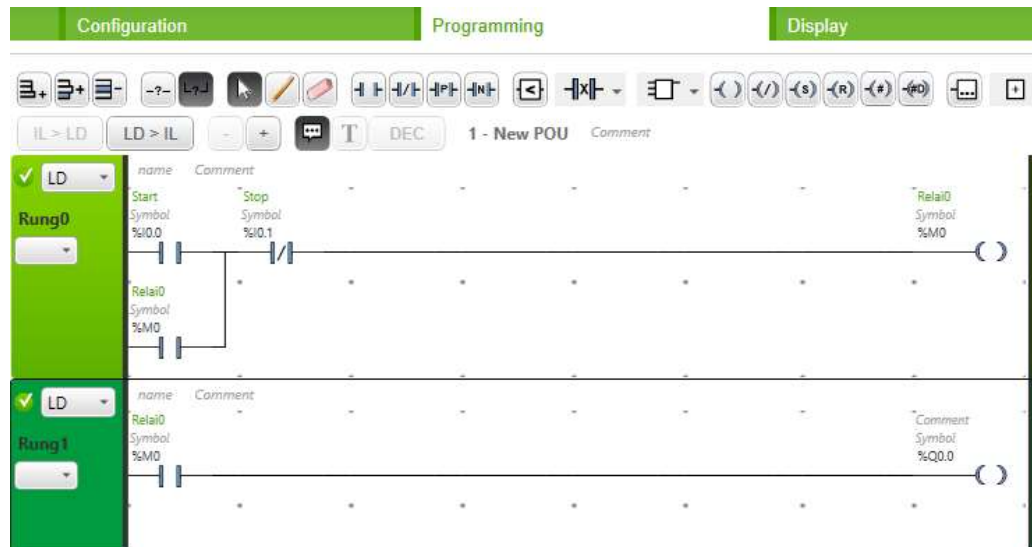 Configuration Programming Display
IL > LD LD > IL - + T DEC 1 - New POU Comment
LD name Comment
Start Stop Relai0
Rung0 Symbol Symbol Symbol
%I0.0 %I0.1 %M0
Relai0
Symbol
%M0
LD name Comment
Relai0 Comment
Rung1 Symbol Symbol
%M0 %Q0.0